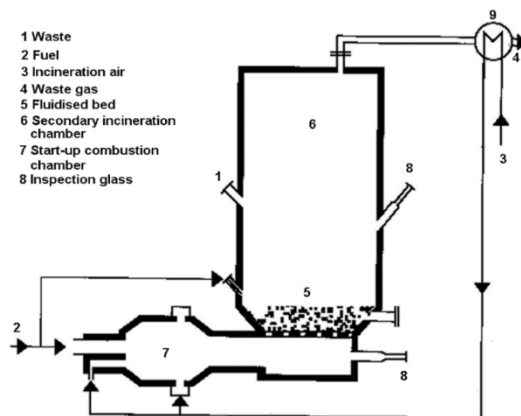 1 Waste
2 Fuel
3 Incineration air
4 Waste gas
5 Fluidised bed
6 Secondary incineration
chamber
7 Start-up combustion
chamber
8 Inspection glass
9
4
6
1
8
3
5
2
7
8